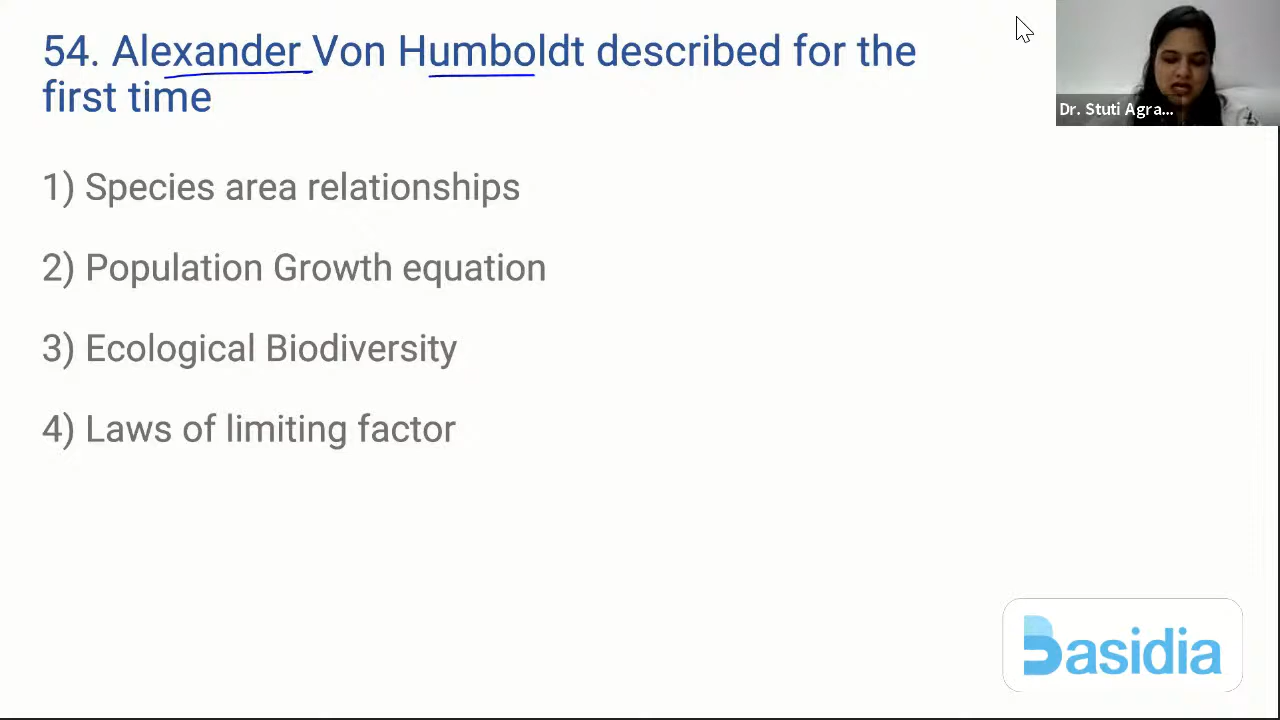 54. Alexander Von Humboldt described for the
first time
Dr. Stuti Agra...
1) Species area relationships
2) Population Growth equation
3) Ecological Biodiversity
4) Laws of limiting factor
Basidia